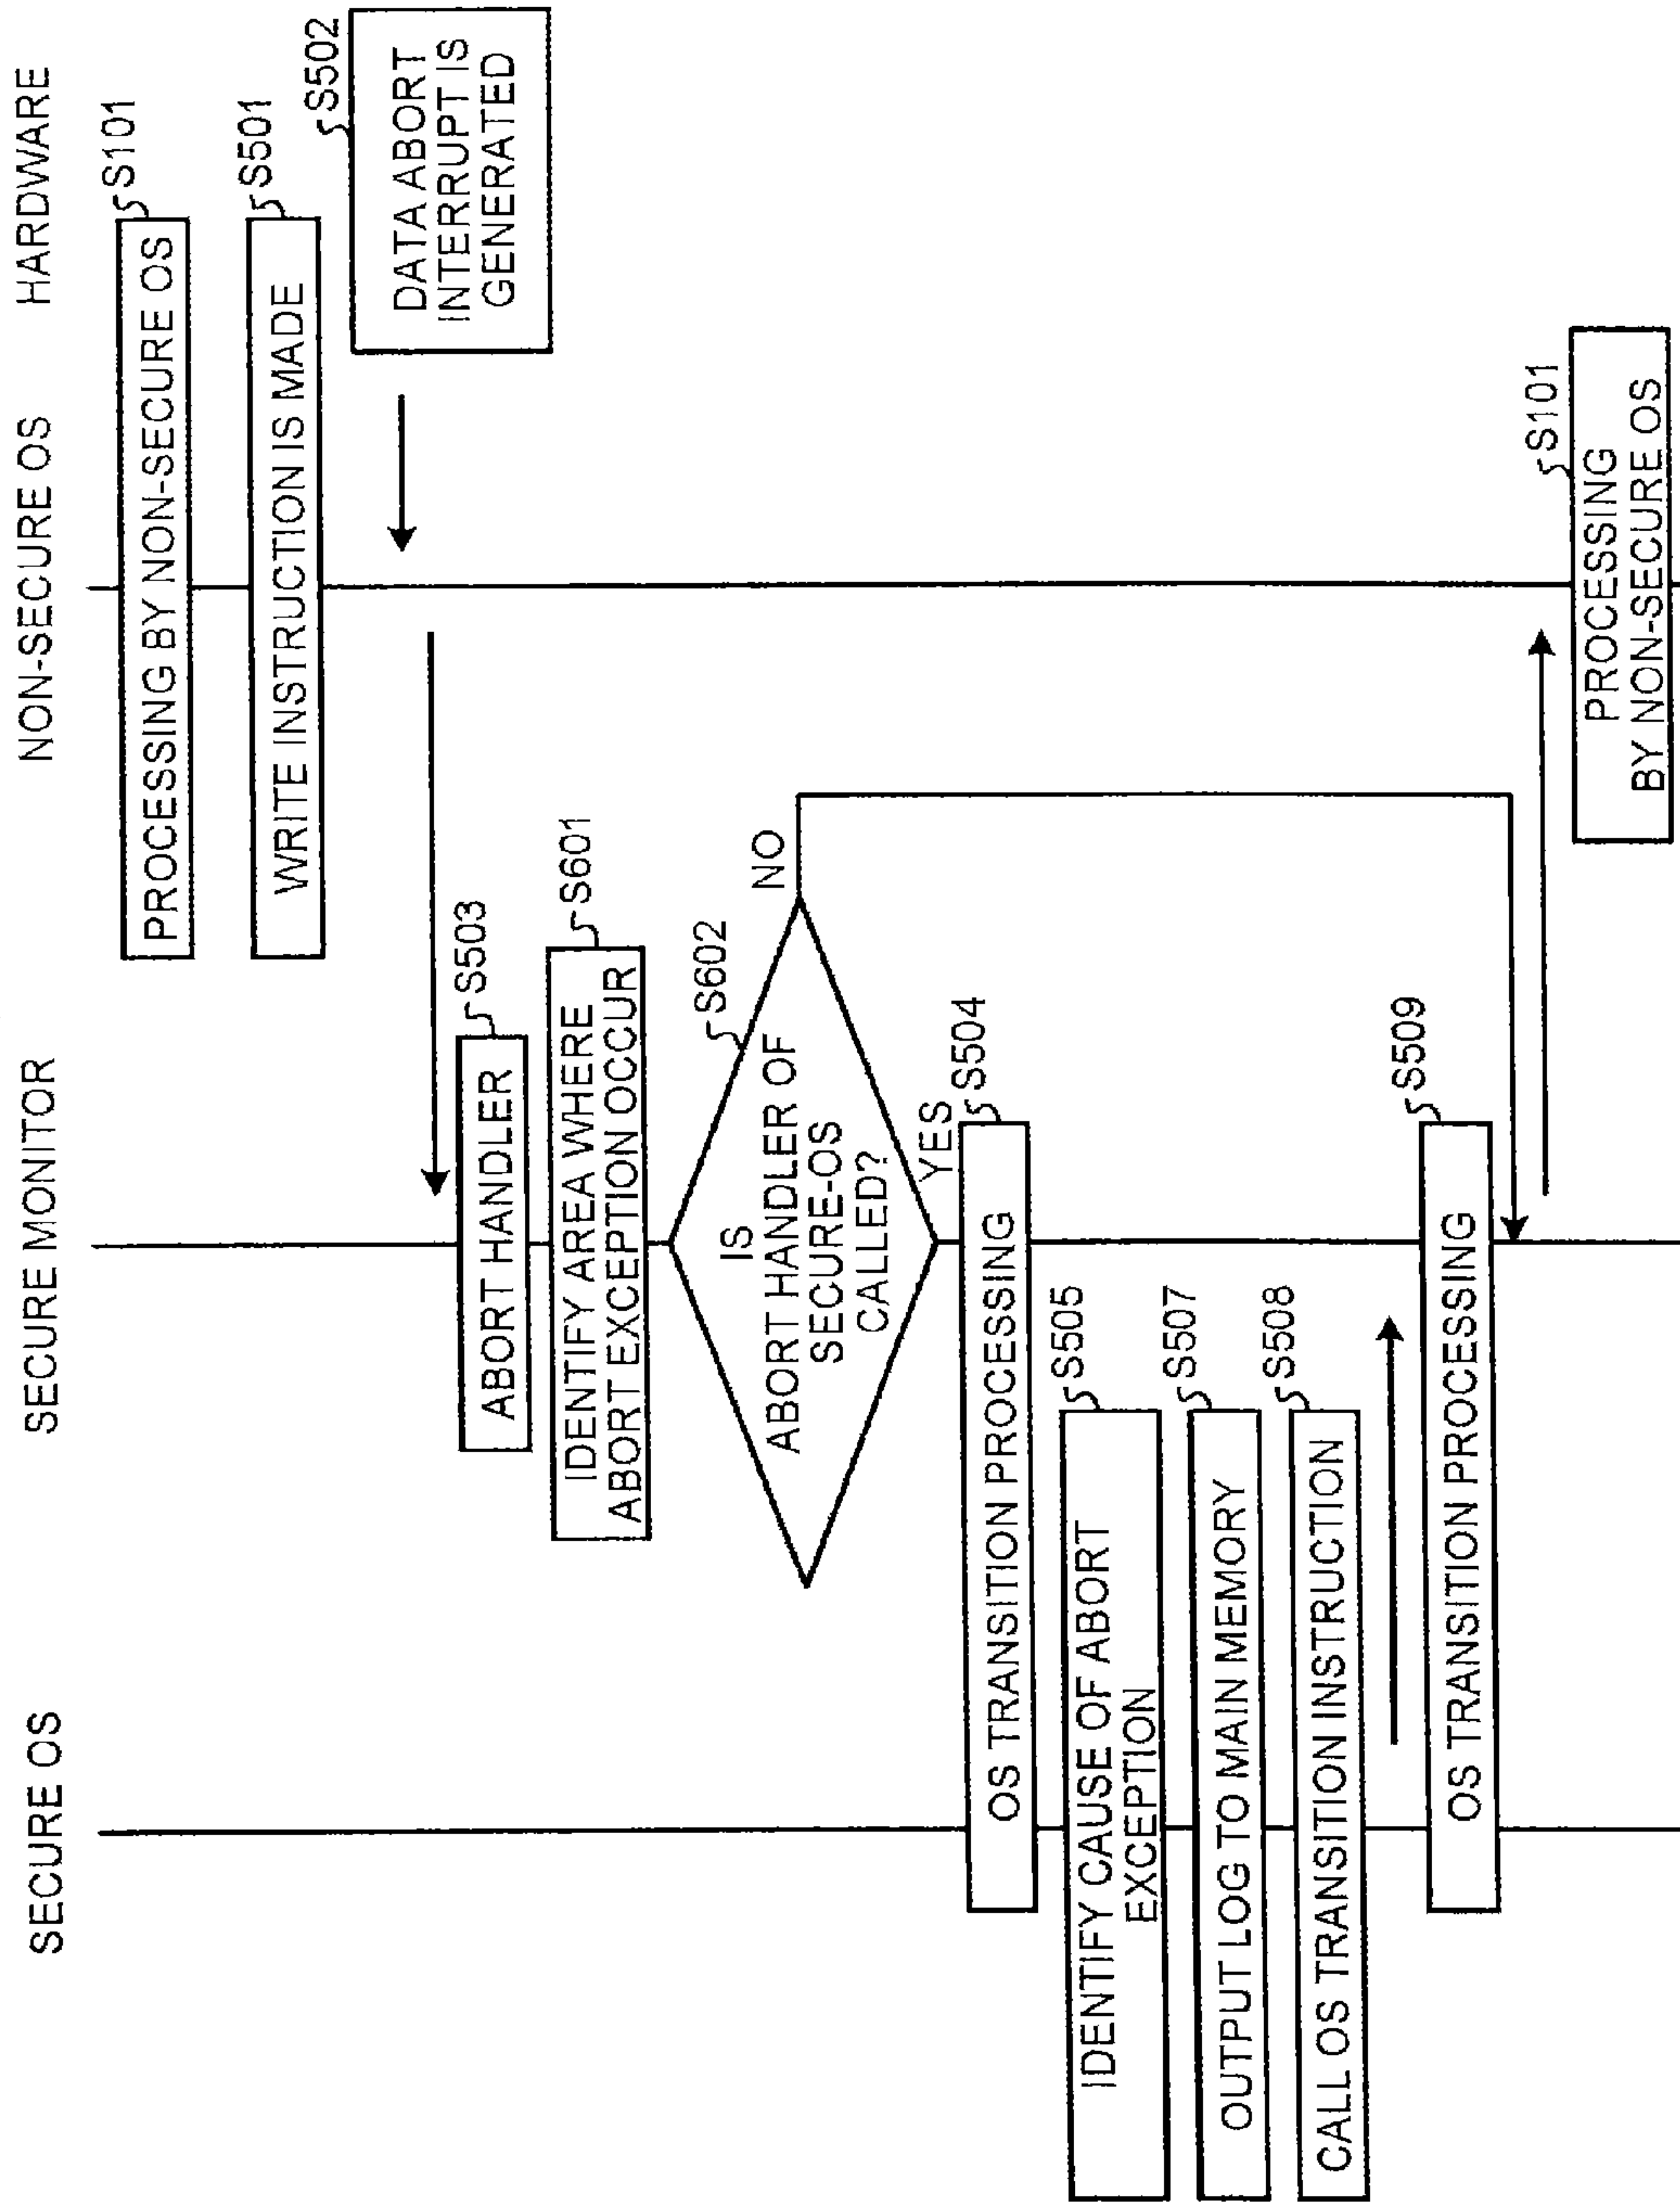 SECURE OS
SECURE MONITOR
NON-SECURE OS
HARDWARE
PROCESSING BY NON-SECURE OS
S101
WRITE INSTRUCTION IS MADE
S501
S502
DATA ABORT
INTERRUPT IS
GENERATED
ABORT HANDLER
S503
IDENTIFY AREA WHERE
ABORT EXCEPTION OCCUR
S601
S602
IS
ABORT HANDLER OF
SECURE-OS
CALLED?
NO
YES
OS TRANSITION PROCESSING
S504
IDENTIFY CAUSE OF ABORT
EXCEPTION
S505
OUTPUT LOG TO MAIN MEMORY
S507
CALL OS TRANSITION INSTRUCTION
S508
OS TRANSITION PROCESSING
S509
S101
PROCESSING
BY NON-SECURE OS